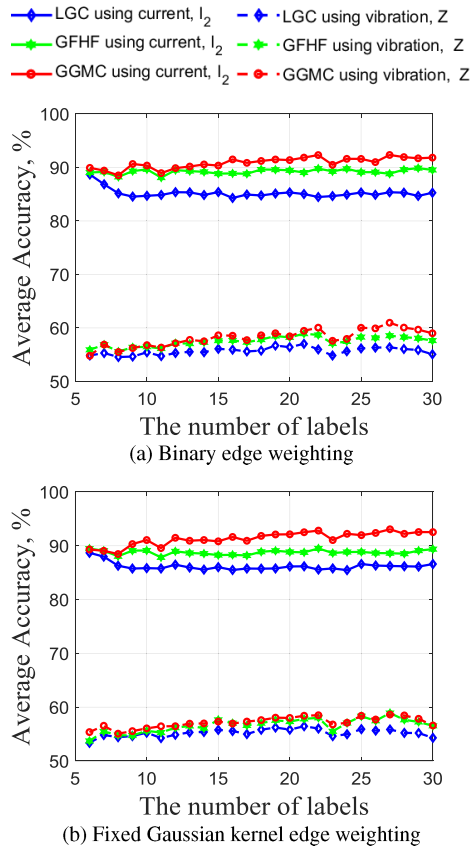 LGC using current, I2 LGC using vibration, Z
GFHF using current, I2 GFHF using vibration, Z
GGMC using current, I2 GGMC using vibration, Z
100
90
80
70
60
50
Average Accuracy, %
5 10 15 20 25 30
The number of labels
(a) Binary edge weighting
100
90
80
70
60
50
Average Accuracy, %
5 10 15 20 25 30
The number of labels
(b) Fixed Gaussian kernel edge weighting